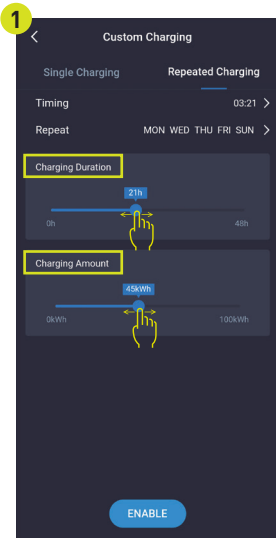 1
Custom Charging
Single Charging Repeated Charging
Timing 03:21
Repeat MON WED THU FRI SUN
Charging Duration
21h
0h 48h
Charging Amount
45kWh
0kWh 100kWh
ENABLE